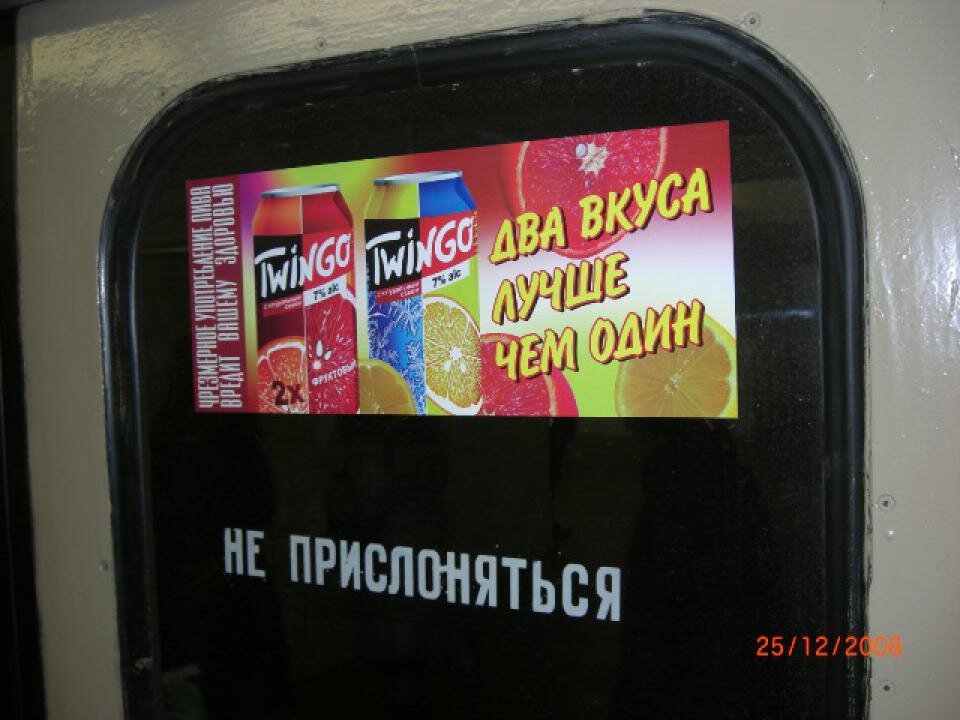 ЧРЕЗМЕРНОЕ УПОТРЕБЛЕНИЕ ПИВА
ВРЕДИТ ВАШЕМУ ЗДОРОВЬЮ
TWiNGO
7% alc
2x
TWiNGO
7% alc
ДВА ВКУСА
ЛУЧШЕ
ЧЕМ ОДИН
НЕ ПРИСЛОНЯТЬСЯ
25/12/2008